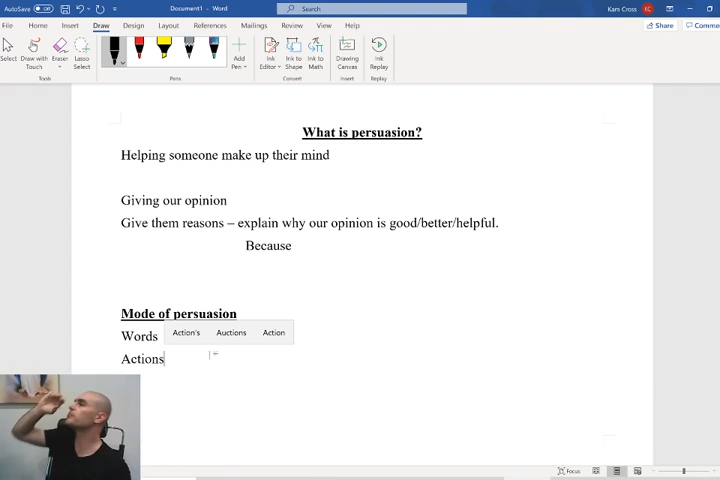 AutoSave Off Document1 - Word Search Kam Cross KC
File Home Insert Draw Design Layout References Mailings Review View Help Share Comme
Select Draw with Touch Eraser Lasso Select Add Pen Ink Editor Ink to Shape Ink to Math Drawing Canvas Ink Replay
Tools Pens Convert Insert Replay
What is persuasion?
Helping someone make up their mind
Giving our opinion
Give them reasons – explain why our opinion is good/better/helpful.
Because
Mode of persuasion
Action's Auctions Action
Words
Actions
Focus